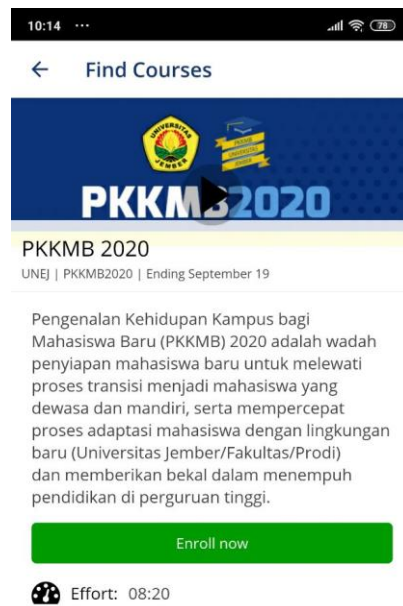 10:14 ...
78
Find Courses
UNIVERSITAS
JEMBER
PKKMB
UNIVERSITAS
JEMBER
PKKMB2020
PKKMB 2020
UNEJ | PKKMB2020 | Ending September 19
Pengenalan Kehidupan Kampus bagi
Mahasiswa Baru (PKKMB) 2020 adalah wadah
penyiapan mahasiswa baru untuk melewati
proses transisi menjadi mahasiswa yang
dewasa dan mandiri, serta mempercepat
proses adaptasi mahasiswa dengan lingkungan
baru (Universitas Jember/Fakultas/Prodi)
dan memberikan bekal dalam menempuh
pendidikan di perguruan tinggi.
Enroll now
Effort: 08:20